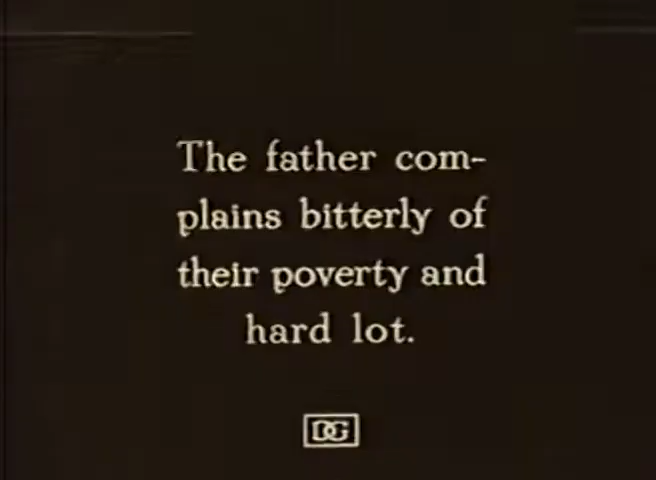 The father com-
plains bitterly of
their poverty and
hard lot.
DG